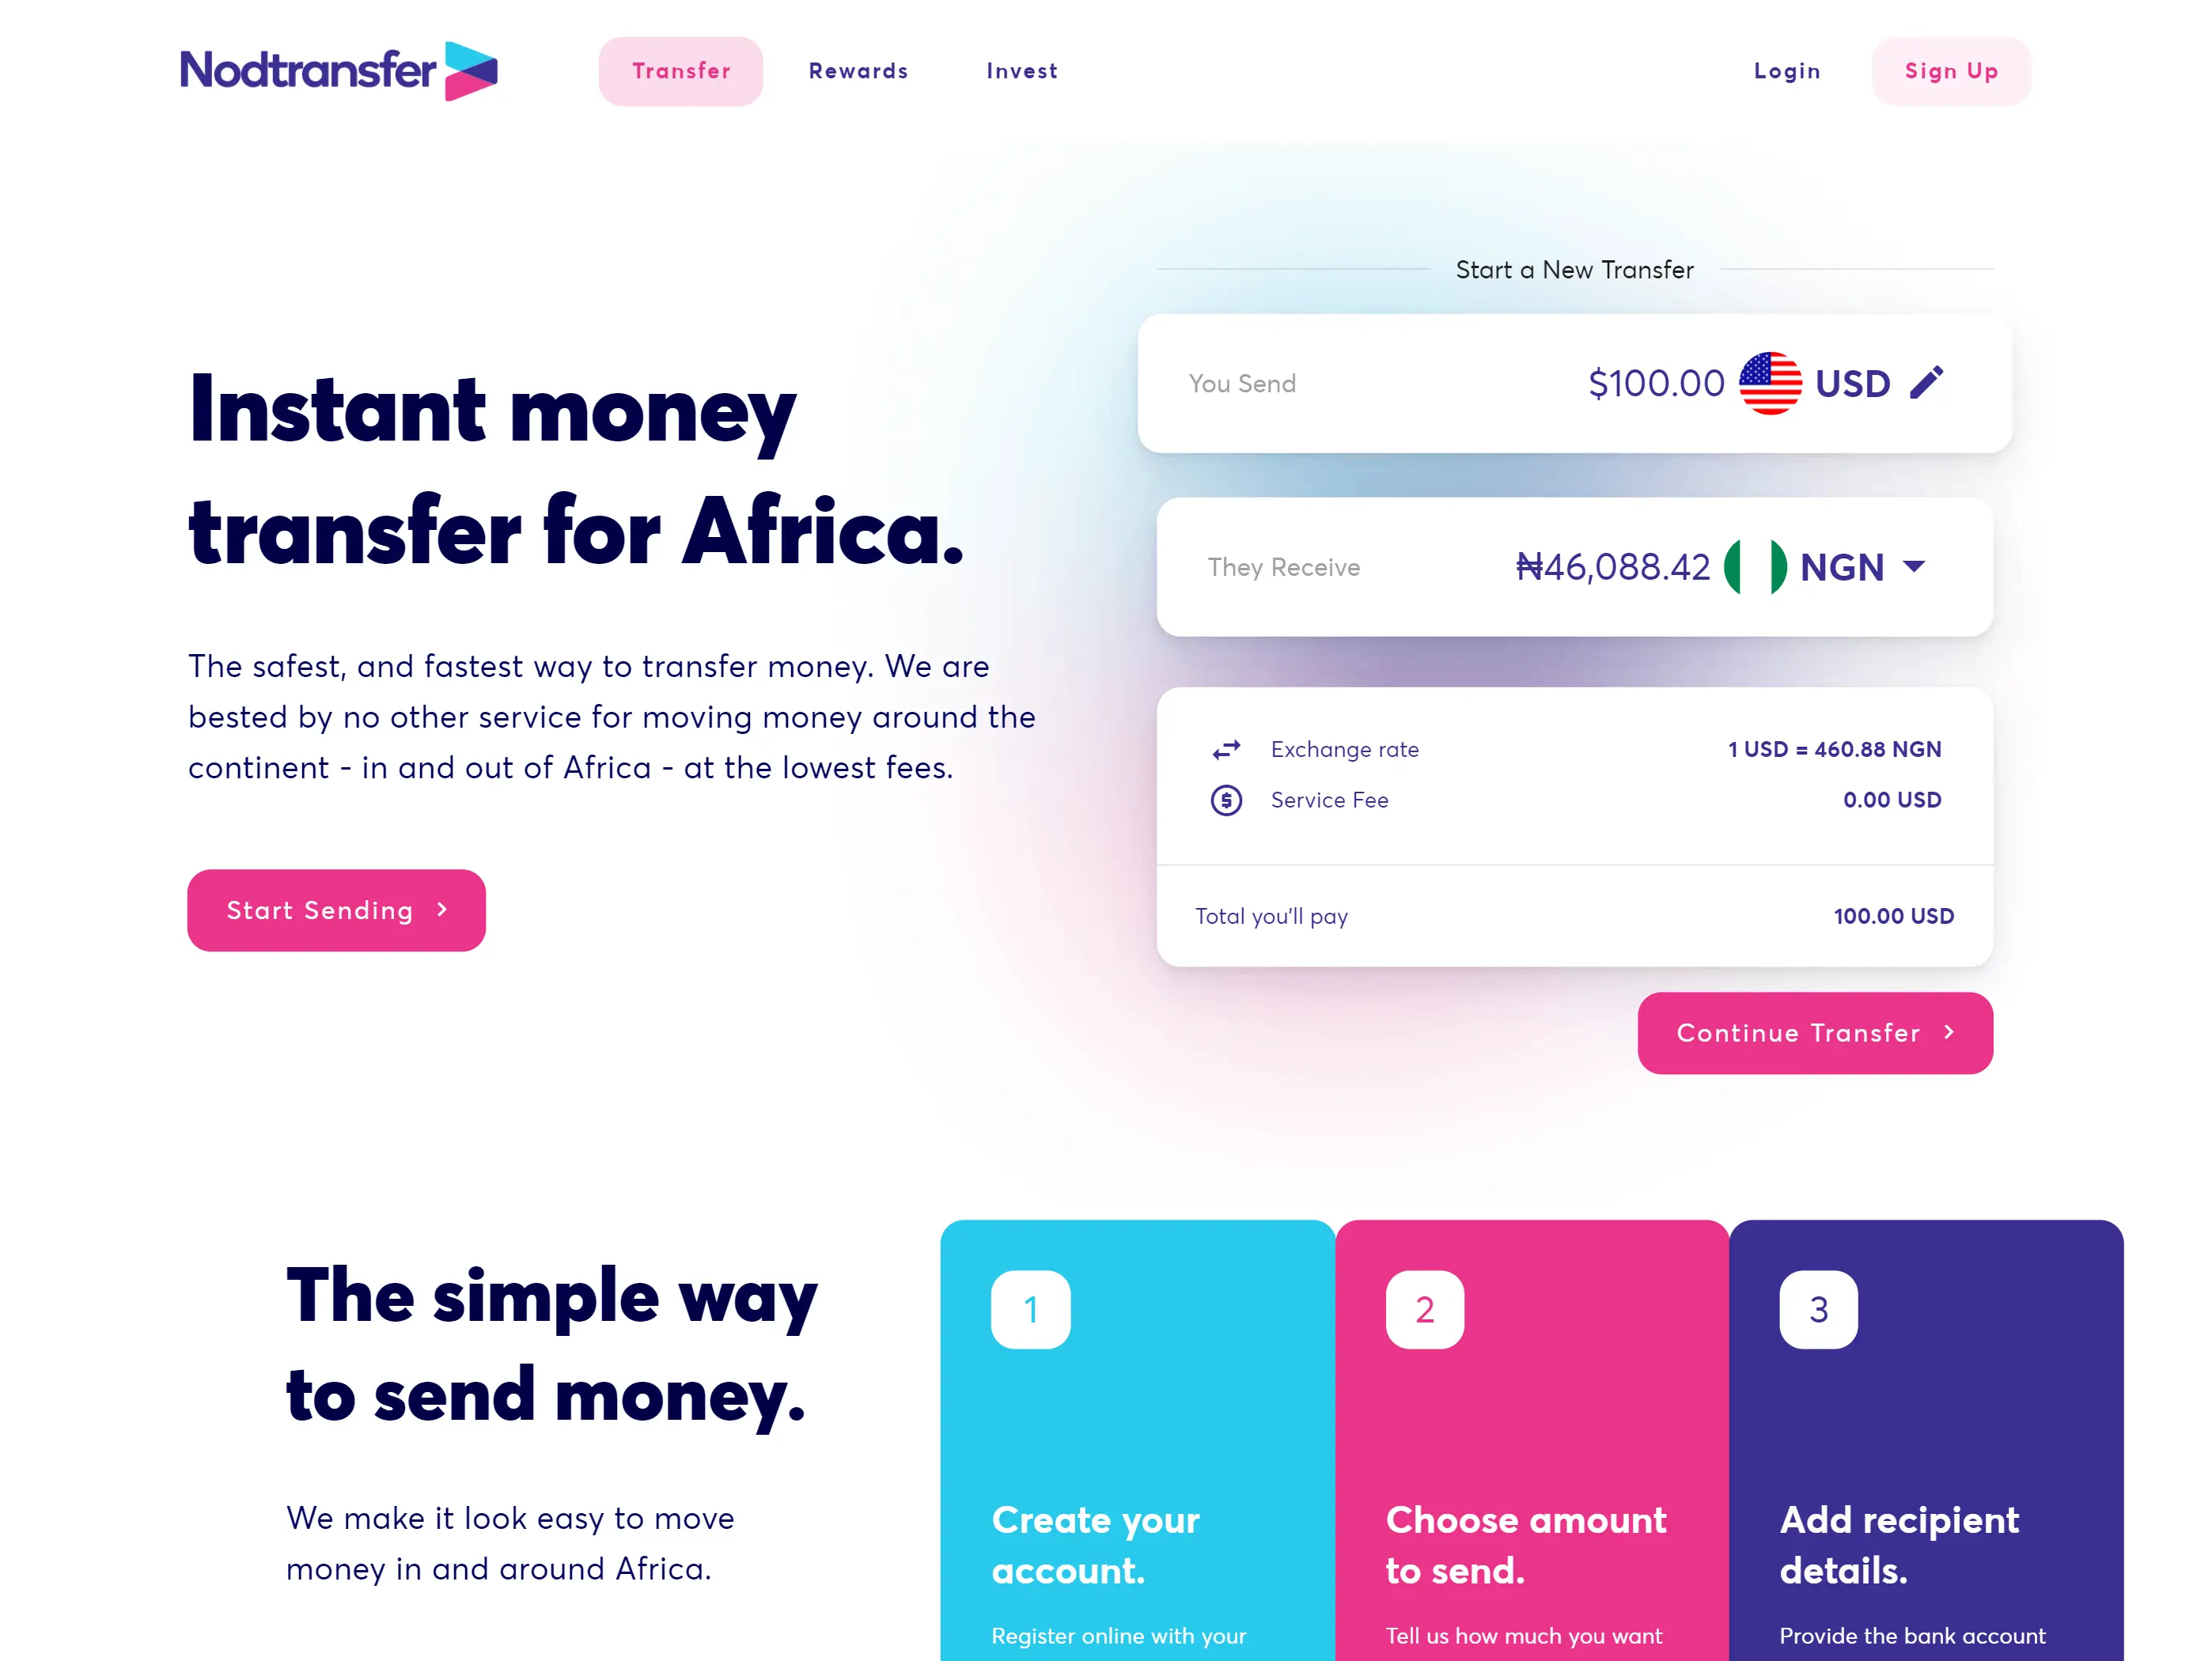 Nodtransfer
Transfer
Rewards
Invest
Login
Sign Up
Instant money
transfer for Africa.
The safest, and fastest way to transfer money. We are
bested by no other service for moving money around the
continent - in and out of Africa - at the lowest fees.
Start Sending
Start a New Transfer
You Send
$100.00 USD
They Receive
₦46,088.42 NGN
Exchange rate
1 USD = 460.88 NGN
Service Fee
0.00 USD
Total you'll pay
100.00 USD
Continue Transfer
The simple way
to send money.
We make it look easy to move
money in and around Africa.
1
Create your
account.
Register online with your
2
Choose amount
to send.
Tell us how much you want
3
Add recipient
details.
Provide the bank account